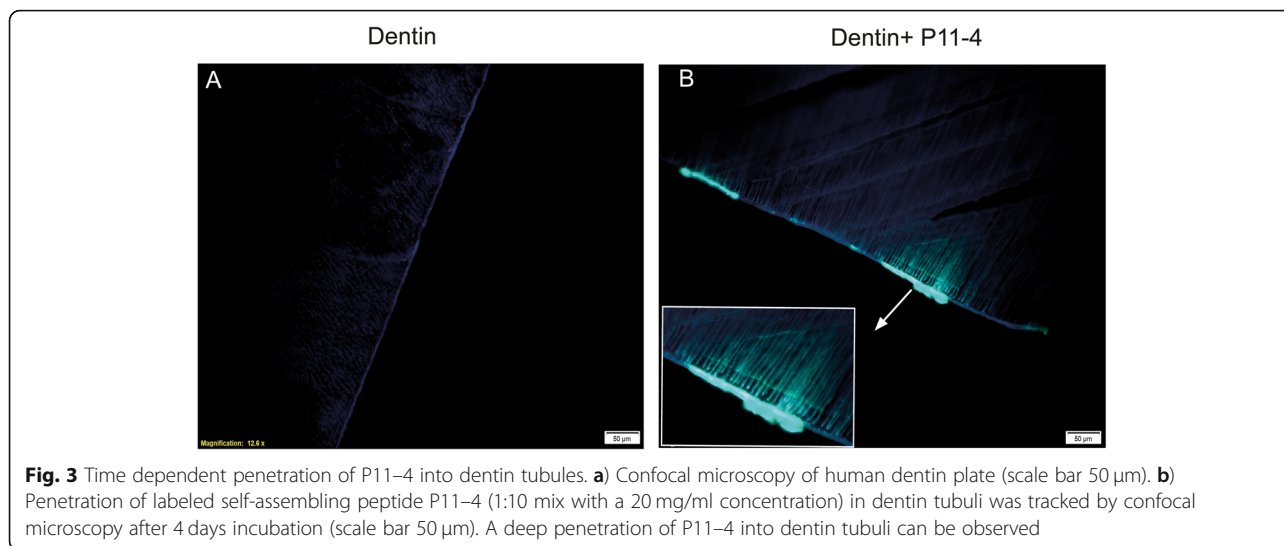 Dentin
Dentin+ P11-4
A
B
Magnification: 12.6 x
50 µm
50 µm
Fig. 3 Time dependent penetration of P11–4 into dentin tubules. a) Confocal microscopy of human dentin plate (scale bar 50 μm). b)
Penetration of labeled self-assembling peptide P11–4 (1:10 mix with a 20 mg/ml concentration) in dentin tubuli was tracked by confocal
microscopy after 4 days incubation (scale bar 50 μm). A deep penetration of P11–4 into dentin tubuli can be observed